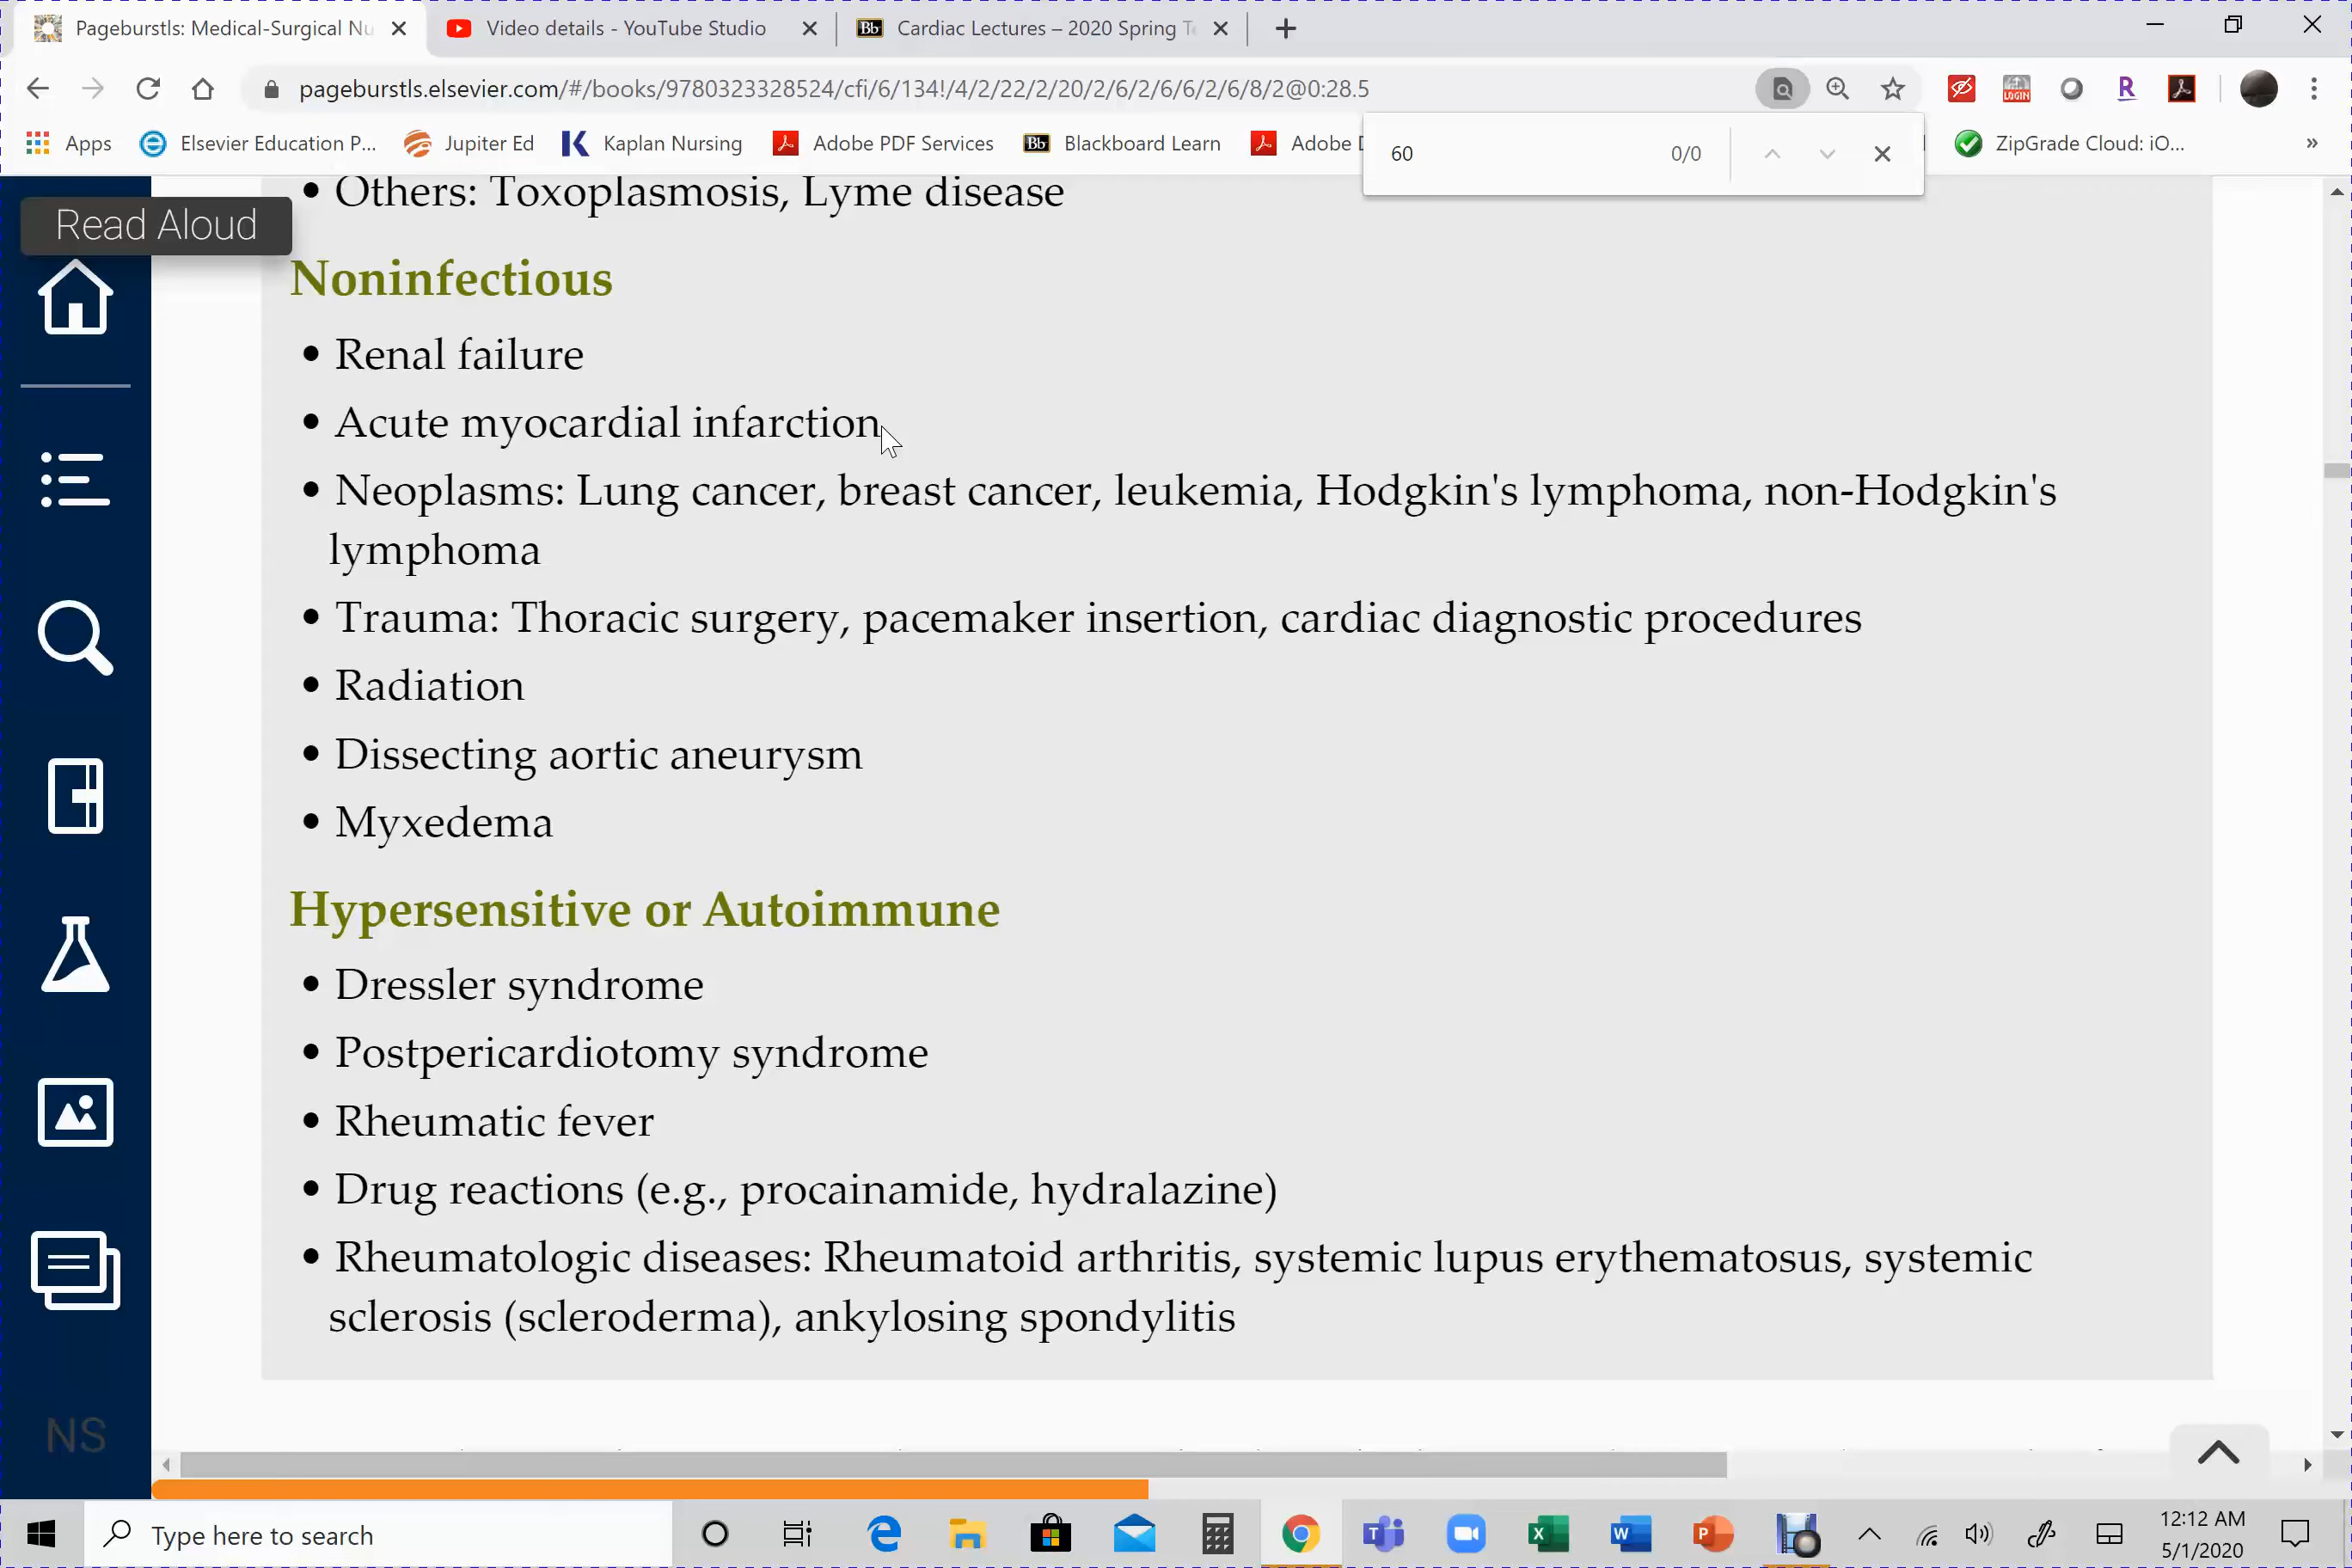 Pageburstls: Medical-Surgical Nu
Video details - YouTube Studio
Bb Cardiac Lectures – 2020 Spring Te
pageburstls.elsevier.com/#/books/9780323328524/cfi/6/134!/4/2/22/2/20/2/6/2/6/6/2/6/8/2@0:28.5
LOGIN
R
Apps
Elsevier Education P...
Jupiter Ed
Kaplan Nursing
Adobe PDF Services
Bb Blackboard Learn
Adobe D
ZipGrade Cloud: iO...
»
60 0/0
Read Aloud
• Others: Toxoplasmosis, Lyme disease
Noninfectious
• Renal failure
• Acute myocardial infarction
• Neoplasms: Lung cancer, breast cancer, leukemia, Hodgkin's lymphoma, non-Hodgkin's
lymphoma
• Trauma: Thoracic surgery, pacemaker insertion, cardiac diagnostic procedures
• Radiation
• Dissecting aortic aneurysm
• Myxedema
Hypersensitive or Autoimmune
• Dressler syndrome
• Postpericardiotomy syndrome
• Rheumatic fever
• Drug reactions (e.g., procainamide, hydralazine)
• Rheumatologic diseases: Rheumatoid arthritis, systemic lupus erythematosus, systemic
sclerosis (scleroderma), ankylosing spondylitis
NS
Type here to search
12:12 AM
5/1/2020